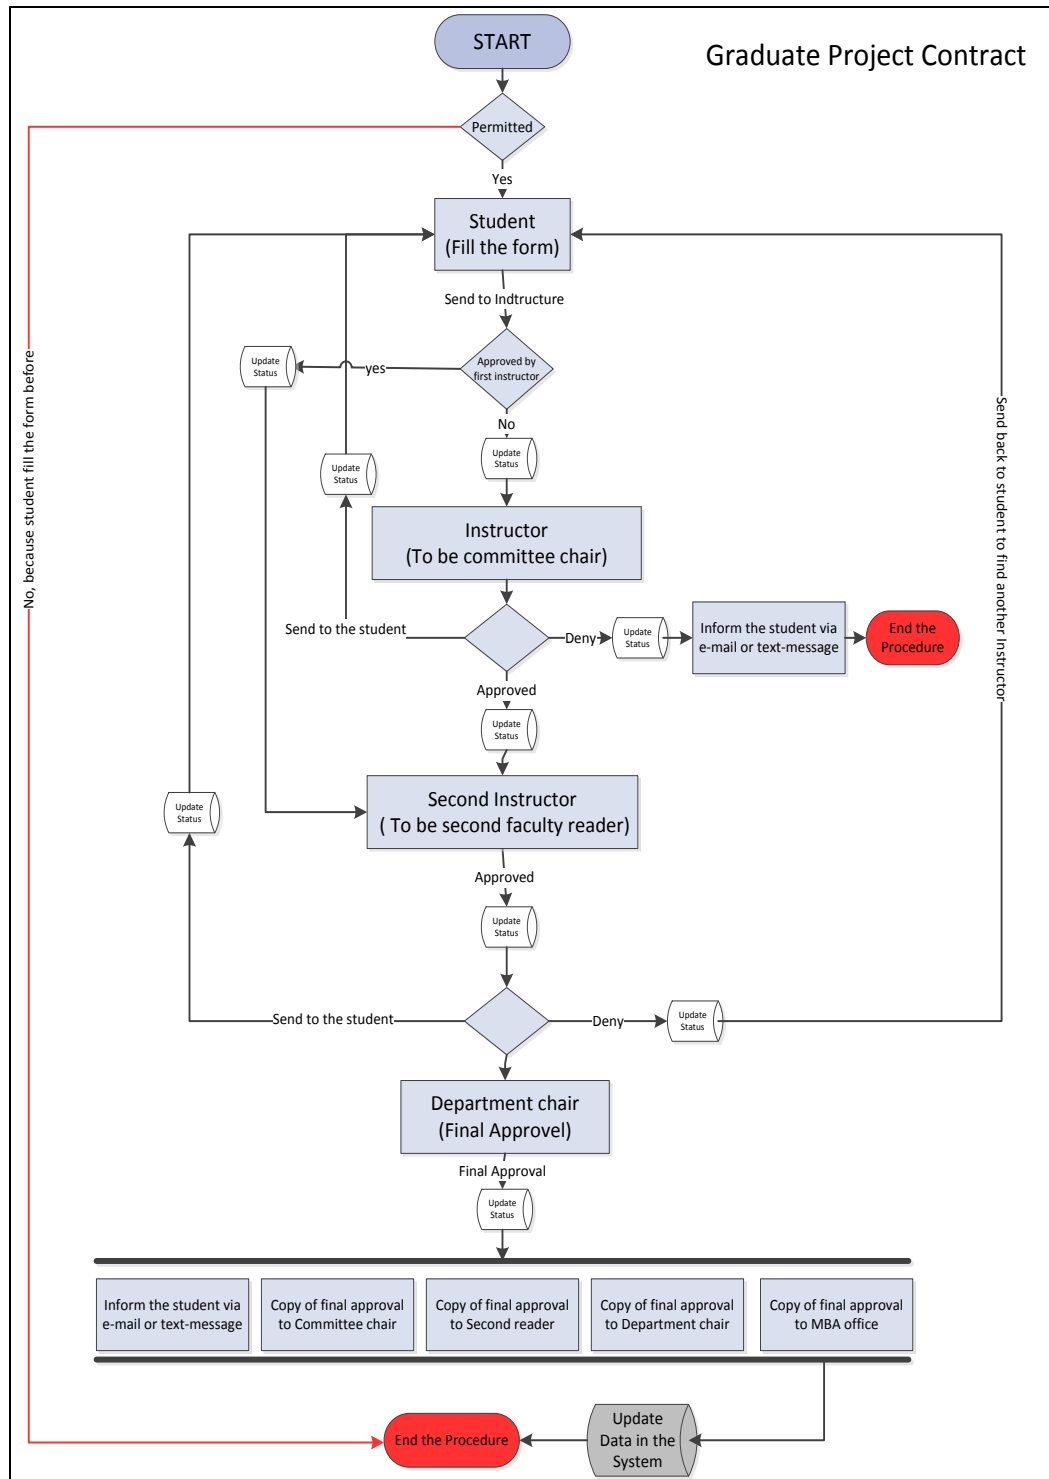 START
Graduate Project Contract
Permitted
Yes
Student
(Fill the form)
Send to Indtructure
Approved by
first instructor
yes
Update
Status
No
Update
Status
Update
Status
Instructor
(To be committee chair)
Send to the student
Deny
Update
Status
Inform the student via
e-mail or text-message
End the
Procedure
Approved
Update
Status
Second Instructor
( To be second faculty reader)
Update
Status
Approved
Update
Status
Send to the student
Deny
Update
Status
Send back to student to find another Instructor
No, because student fill the form before
Department chair
(Final Approvel)
Final Approval
Update
Status
Inform the student via
e-mail or text-message
Copy of final approval
to Committee chair
Copy of final approval
to Second reader
Copy of final approval
to Department chair
Copy of final approval
to MBA office
End the Procedure
Update
Data in the
System